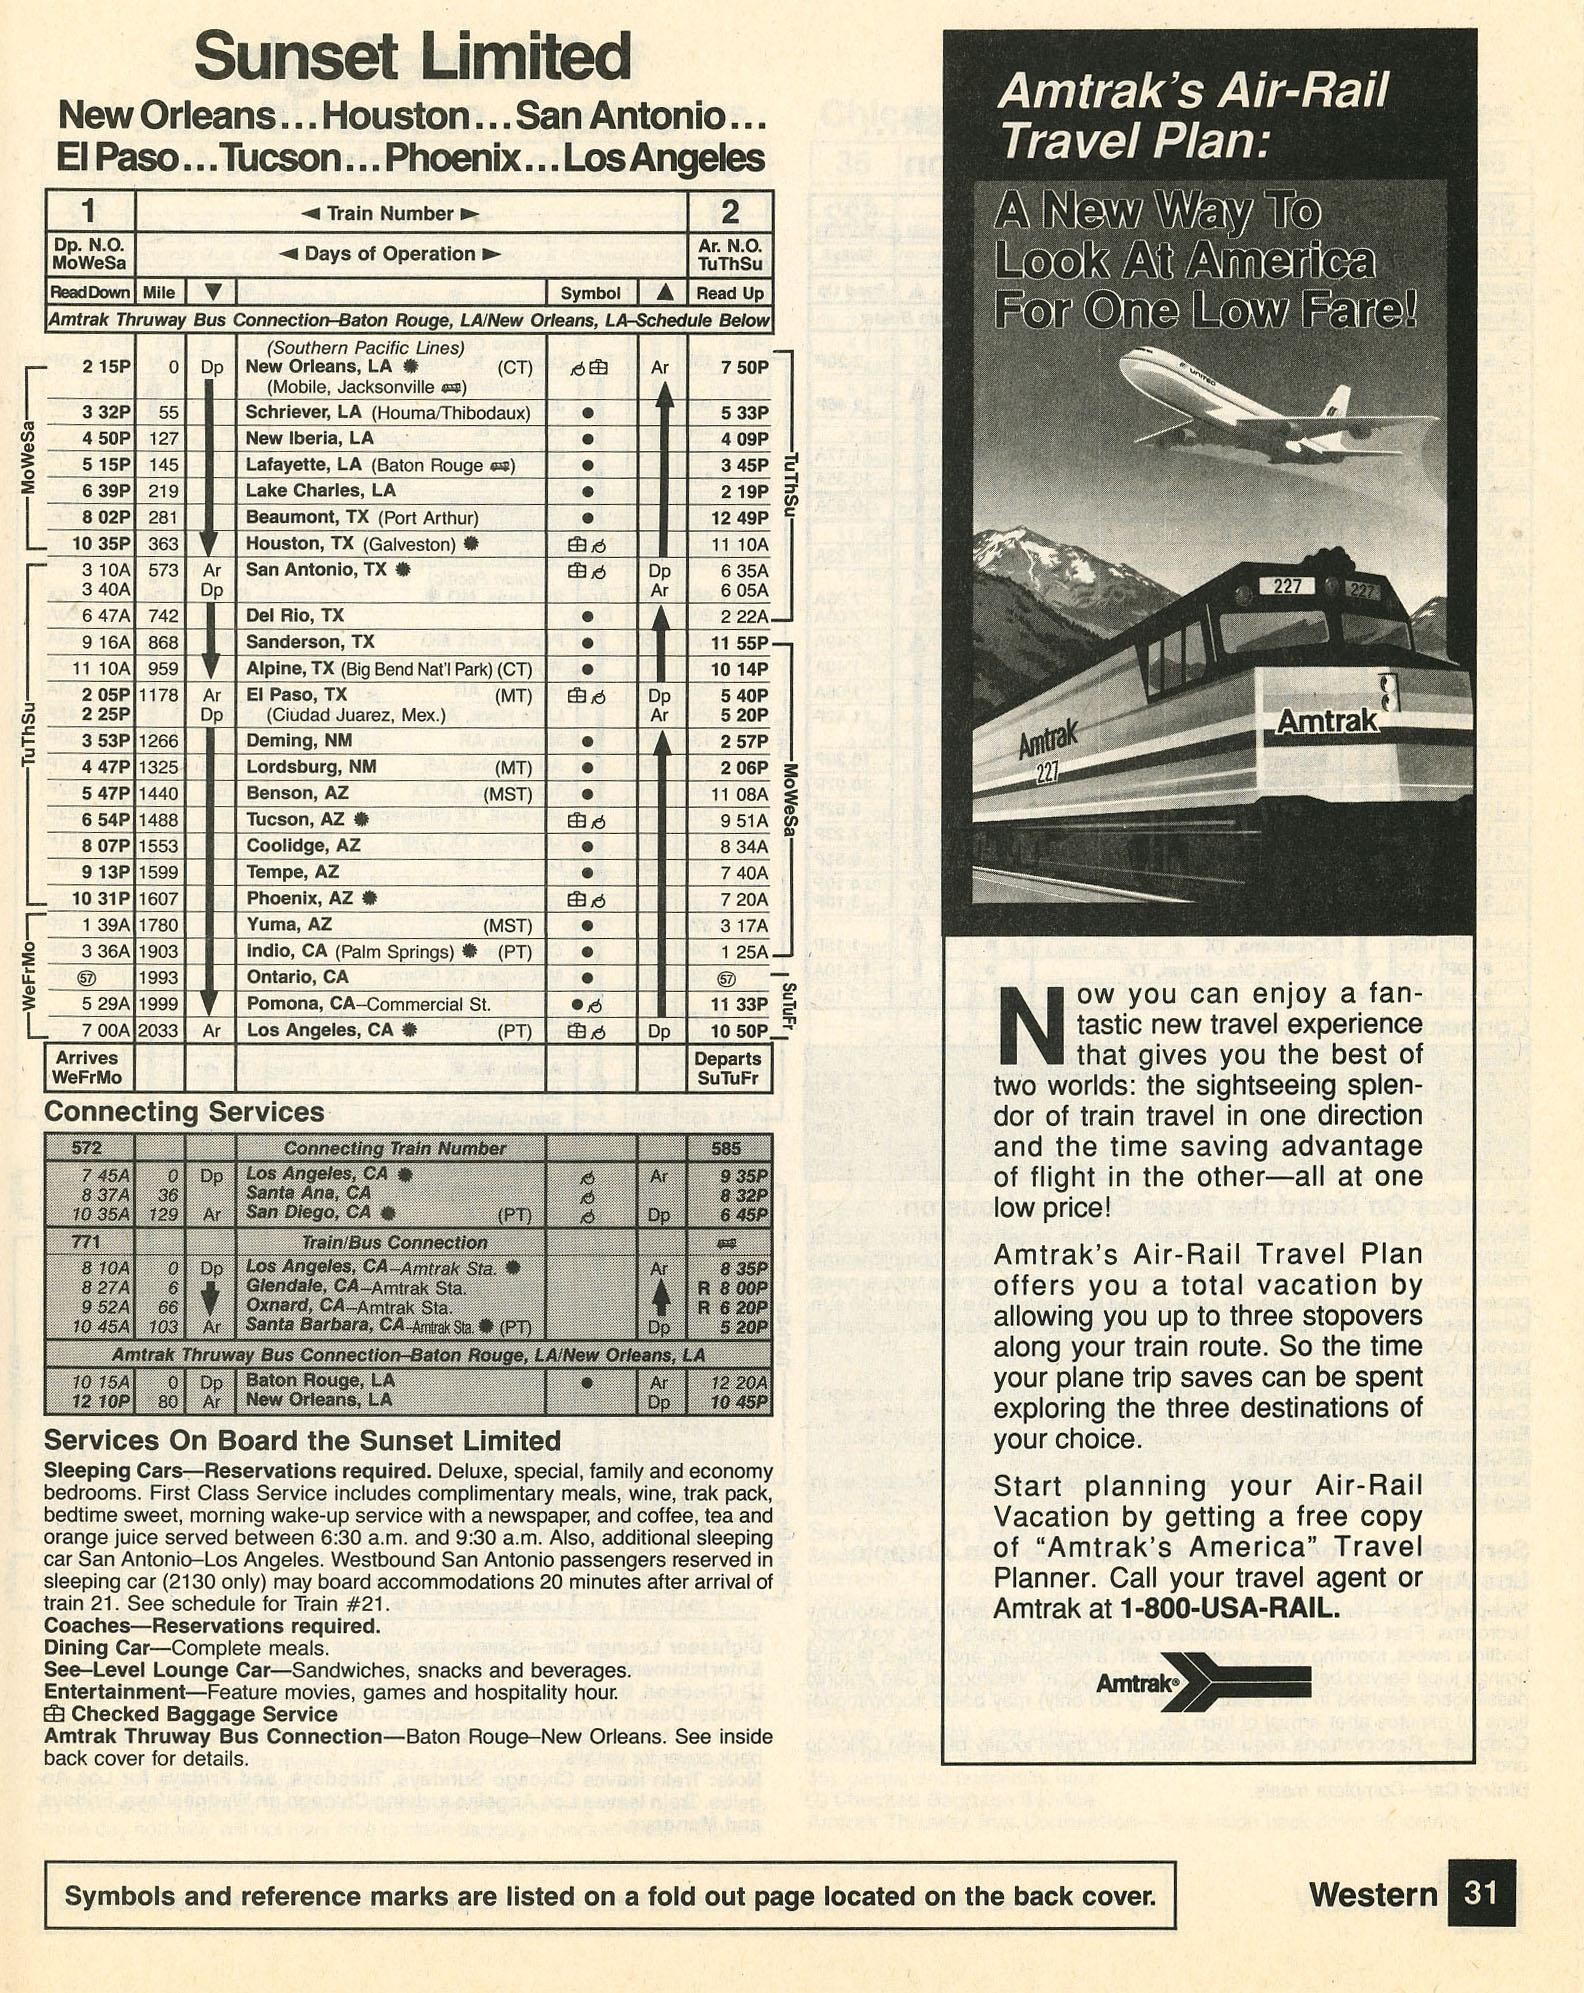 Sunset Limited
New Orleans...Houston...San Antonio...
El Paso...Tucson...Phoenix...Los Angeles
1 ◄ Train Number ► 2
Dp. N.O. MoWeSa ◄ Days of Operation ► Ar. N.O. TuThSu
Read Down Mile ▼ Symbol ▲ Read Up
Amtrak Thruway Bus Connection–Baton Rouge, LA/New Orleans, LA–Schedule Below
(Southern Pacific Lines)
2 15P 0 Dp New Orleans, LA (CT) Ar 7 50P
(Mobile, Jacksonville)
3 32P 55 Schriever, LA (Houma/Thibodaux) ● 5 33P
4 50P 127 New Iberia, LA ● 4 09P
5 15P 145 Lafayette, LA (Baton Rouge) ● 3 45P
6 39P 219 Lake Charles, LA ● 2 19P
8 02P 281 Beaumont, TX (Port Arthur) ● 12 49P
10 35P 363 Houston, TX (Galveston) 11 10A
3 10A 573 Ar San Antonio, TX Dp 6 35A
3 40A Dp Ar 6 05A
6 47A 742 Del Rio, TX ● 2 22A
9 16A 868 Sanderson, TX ● 11 55P
11 10A 959 Alpine, TX (Big Bend Nat'l Park) (CT) ● 10 14P
2 05P 1178 Ar El Paso, TX (MT) Dp 5 40P
2 25P Dp (Ciudad Juarez, Mex.) Ar 5 20P
3 53P 1266 Deming, NM ● 2 57P
4 47P 1325 Lordsburg, NM (MT) ● 2 06P
5 47P 1440 Benson, AZ (MST) ● 11 08A
6 54P 1488 Tucson, AZ 9 51A
8 07P 1553 Coolidge, AZ ● 8 34A
9 13P 1599 Tempe, AZ ● 7 40A
10 31P 1607 Phoenix, AZ 7 20A
1 39A 1780 Yuma, AZ (MST) ● 3 17A
3 36A 1903 Indio, CA (Palm Springs) (PT) ● 1 25A
57 1993 Ontario, CA ● 57
5 29A 1999 Pomona, CA–Commercial St. ● 11 33P
7 00A 2033 Ar Los Angeles, CA (PT) Dp 10 50P
Arrives WeFrMo Departs SuTuFr
MoWeSa
TuThSu
WeFrMo
TuThSu
MoWeSa
SuTuFr
Connecting Services
572 Connecting Train Number 585
7 45A 0 Dp Los Angeles, CA Ar 9 35P
8 37A 36 Santa Ana, CA 8 32P
10 35A 129 Ar San Diego, CA (PT) Dp 6 45P
771 Train/Bus Connection
8 10A 0 Dp Los Angeles, CA–Amtrak Sta. Ar 8 35P
8 27A 6 Glendale, CA–Amtrak Sta. R 8 00P
9 52A 66 Oxnard, CA–Amtrak Sta. R 6 20P
10 45A 103 Ar Santa Barbara, CA–Amtrak Sta. (PT) Dp 5 20P
Amtrak Thruway Bus Connection–Baton Rouge, LA/New Orleans, LA
10 15A 0 Dp Baton Rouge, LA ● Ar 12 20A
12 10P 80 Ar New Orleans, LA Dp 10 45P
Services On Board the Sunset Limited
Sleeping Cars—Reservations required. Deluxe, special, family and economy
bedrooms. First Class Service includes complimentary meals, wine, trak pack,
bedtime sweet, morning wake-up service with a newspaper, and coffee, tea and
orange juice served between 6:30 a.m. and 9:30 a.m. Also, additional sleeping
car San Antonio–Los Angeles. Westbound San Antonio passengers reserved in
sleeping car (2130 only) may board accommodations 20 minutes after arrival of
train 21. See schedule for Train #21.
Coaches—Reservations required.
Dining Car—Complete meals.
See–Level Lounge Car—Sandwiches, snacks and beverages.
Entertainment—Feature movies, games and hospitality hour.
Checked Baggage Service
Amtrak Thruway Bus Connection—Baton Rouge–New Orleans. See inside
back cover for details.
Amtrak's Air-Rail
Travel Plan:
A New Way To
Look At America
For One Low Fare!
UNITED
227 227
Amtrak
Amtrak
227
Now you can enjoy a fan-
tastic new travel experience
that gives you the best of
two worlds: the sightseeing splen-
dor of train travel in one direction
and the time saving advantage
of flight in the other—all at one
low price!
Amtrak's Air-Rail Travel Plan
offers you a total vacation by
allowing you up to three stopovers
along your train route. So the time
your plane trip saves can be spent
exploring the three destinations of
your choice.
Start planning your Air-Rail
Vacation by getting a free copy
of “Amtrak's America” Travel
Planner. Call your travel agent or
Amtrak at 1-800-USA-RAIL.
Amtrak®
Symbols and reference marks are listed on a fold out page located on the back cover.
Western 31